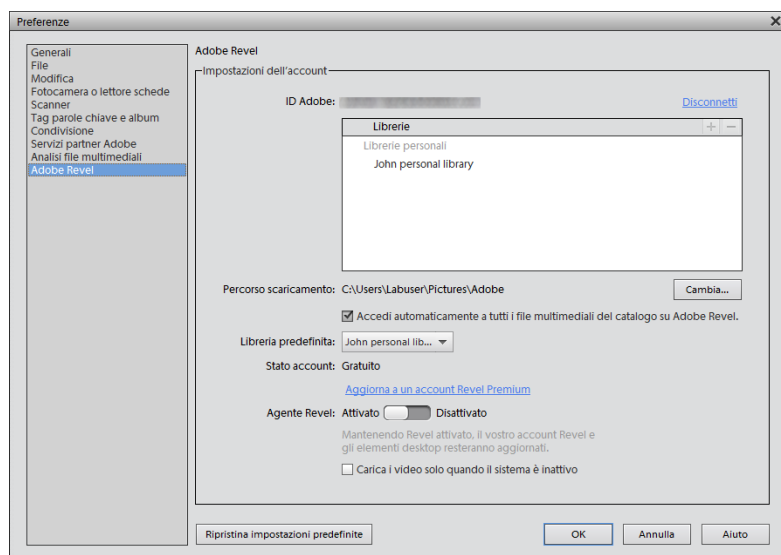 Preferenze
Generali
File
Modifica
Fotocamera o lettore schede
Scanner
Tag parole chiave e album
Condivisione
Servizi partner Adobe
Analisi file multimediali
Adobe Revel
Adobe Revel
Impostazioni dell'account
ID Adobe:
Disconnetti
Librerie
Librerie personali
John personal library
Percorso scaricamento: C:\Users\Labuser\Pictures\Adobe Cambia...
Accedi automaticamente a tutti i file multimediali del catalogo su Adobe Revel.
Libreria predefinita: John personal lib...
Stato account: Gratuito
Aggiorna a un account Revel Premium
Agente Revel: Attivato Disattivato
Mantenendo Revel attivato, il vostro account Revel e
gli elementi desktop resteranno aggiornati.
Carica i video solo quando il sistema è inattivo
Ripristina impostazioni predefinite OK Annulla Aiuto